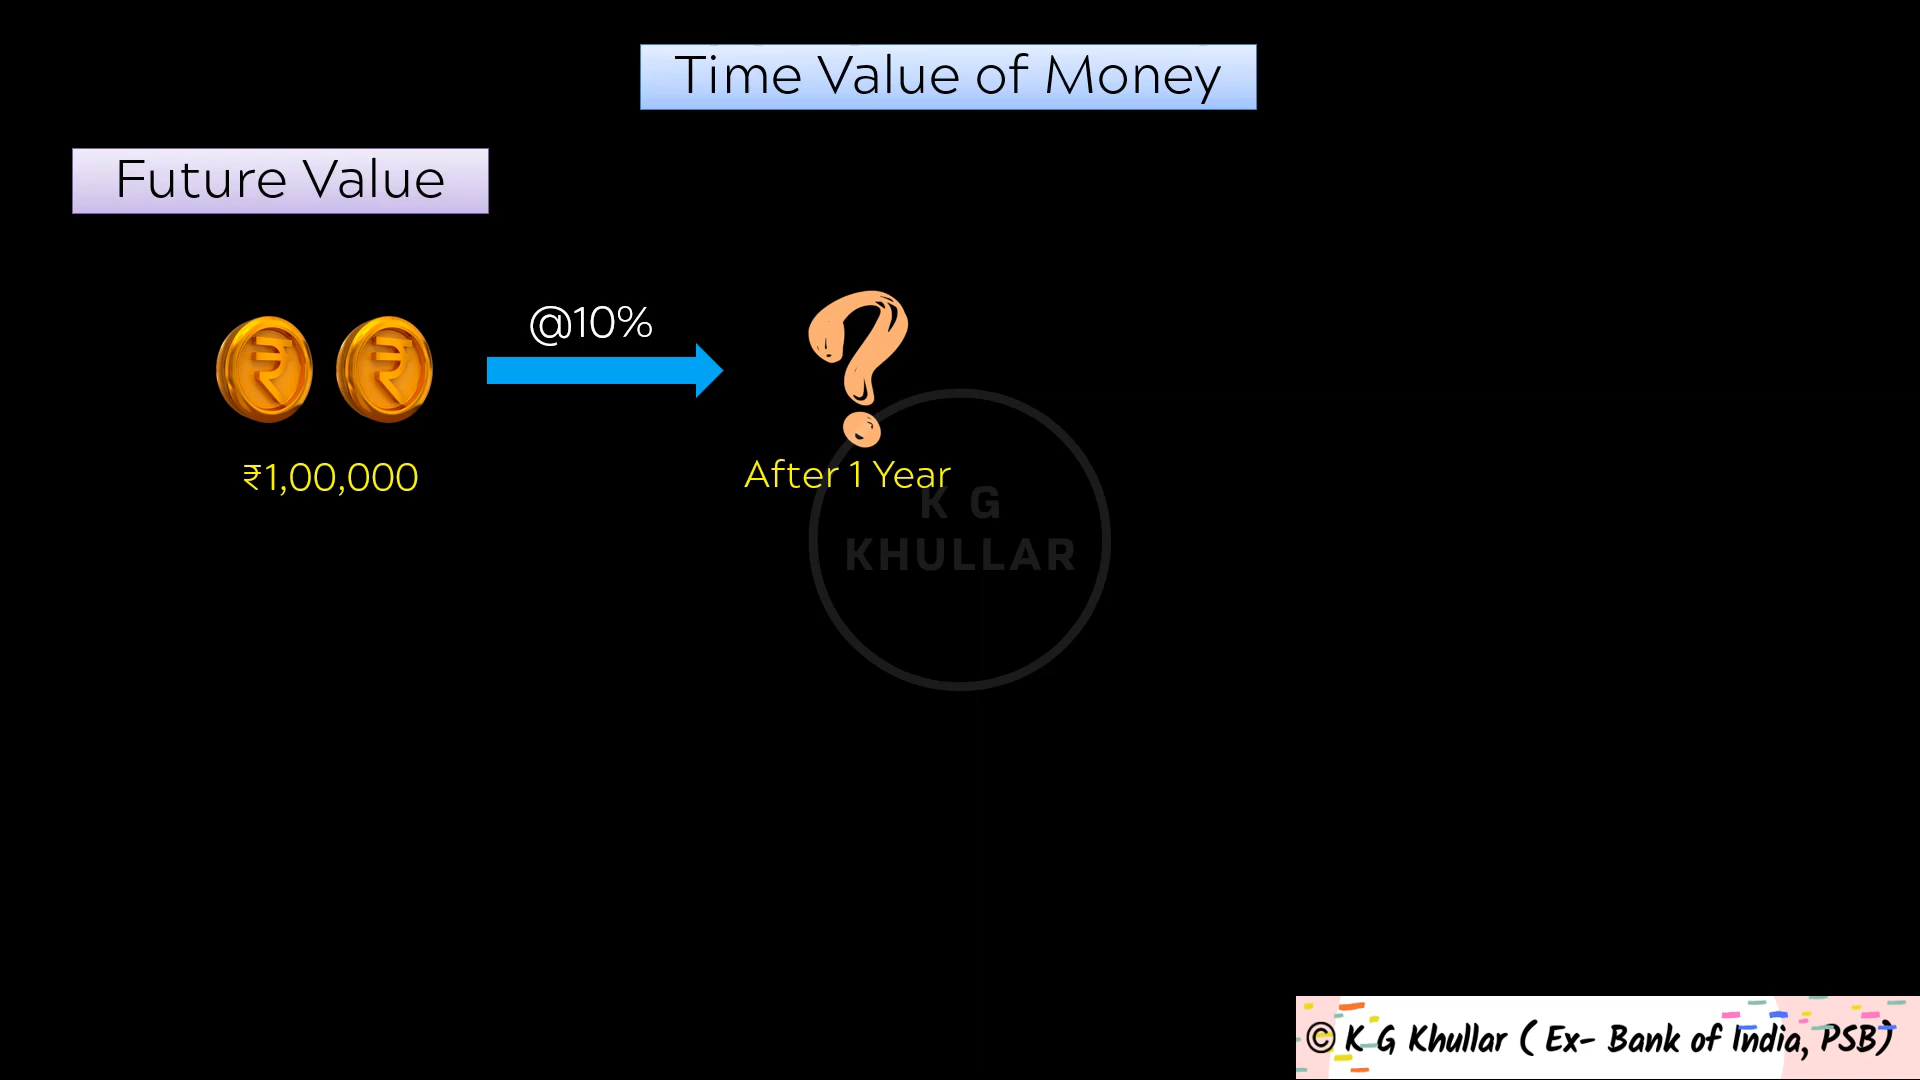 Time Value of Money
Future Value
@10%
₹1,00,000
After 1 Year
K G
KHULLAR
© K G Khullar ( Ex- Bank of India, PSB)